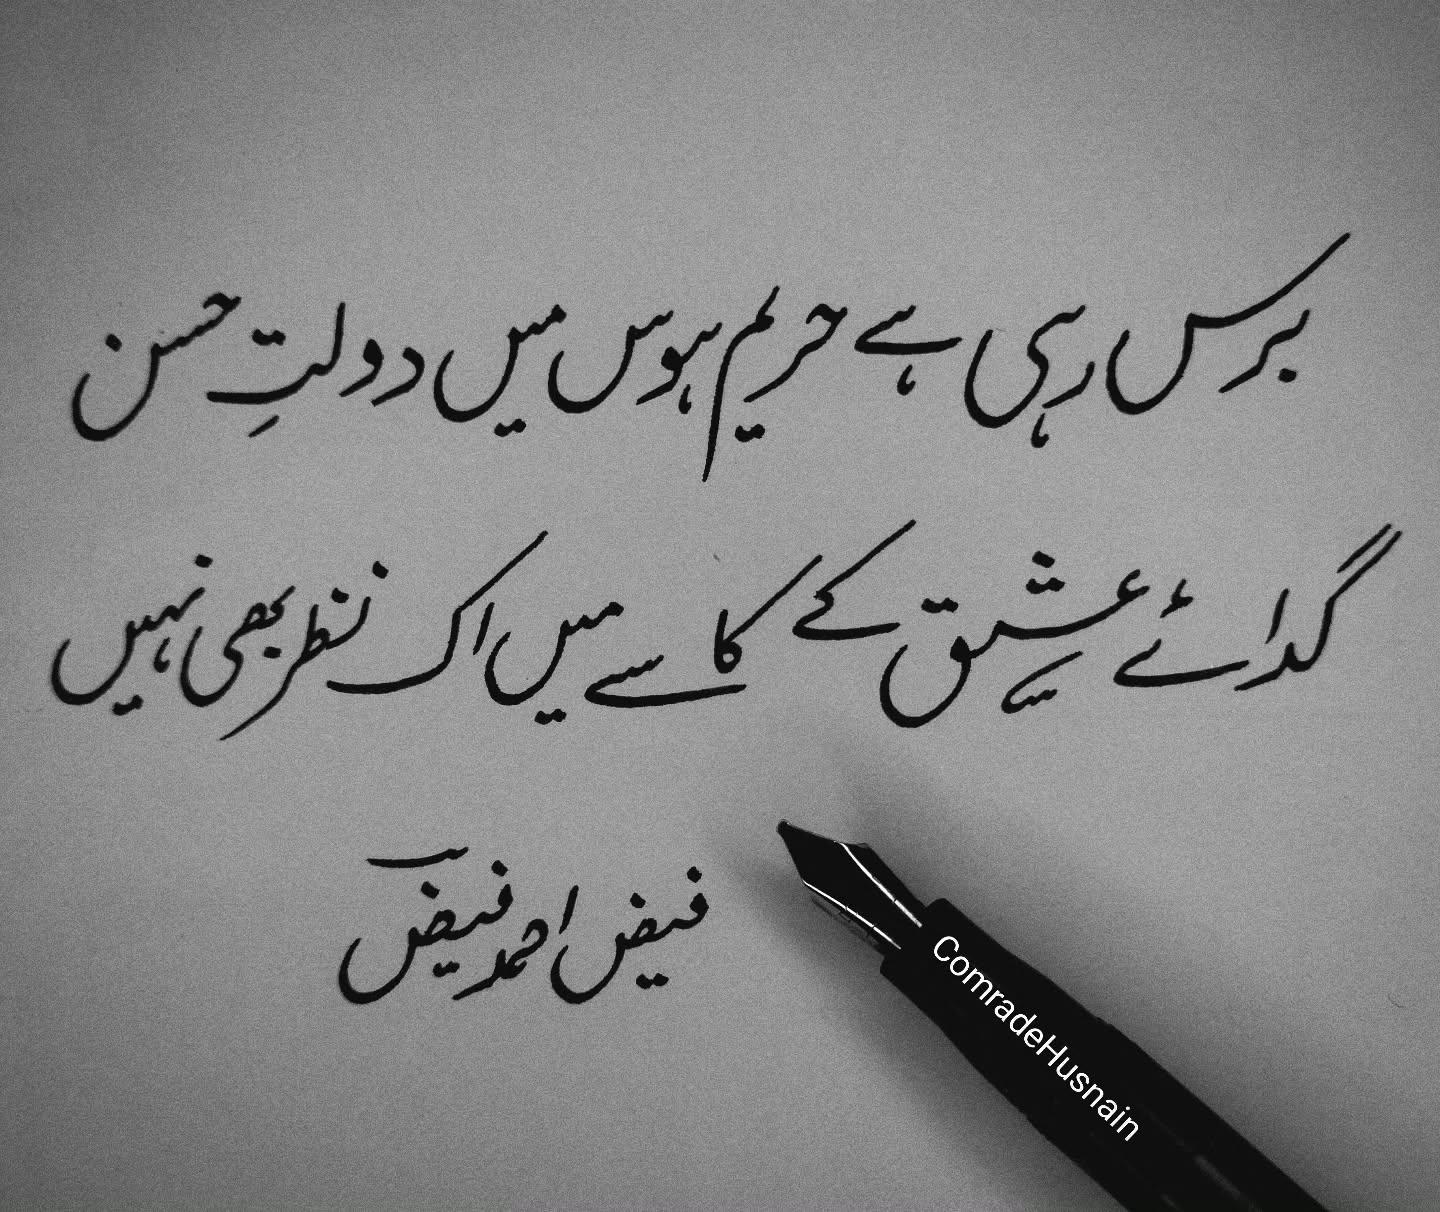 برس رہی ہے حریم ہوس میں دولتِ حسن
گدائے عشق کے کاسے میں اک نظر بھی نہیں
فیض احمد فیض
ComradeHusnain